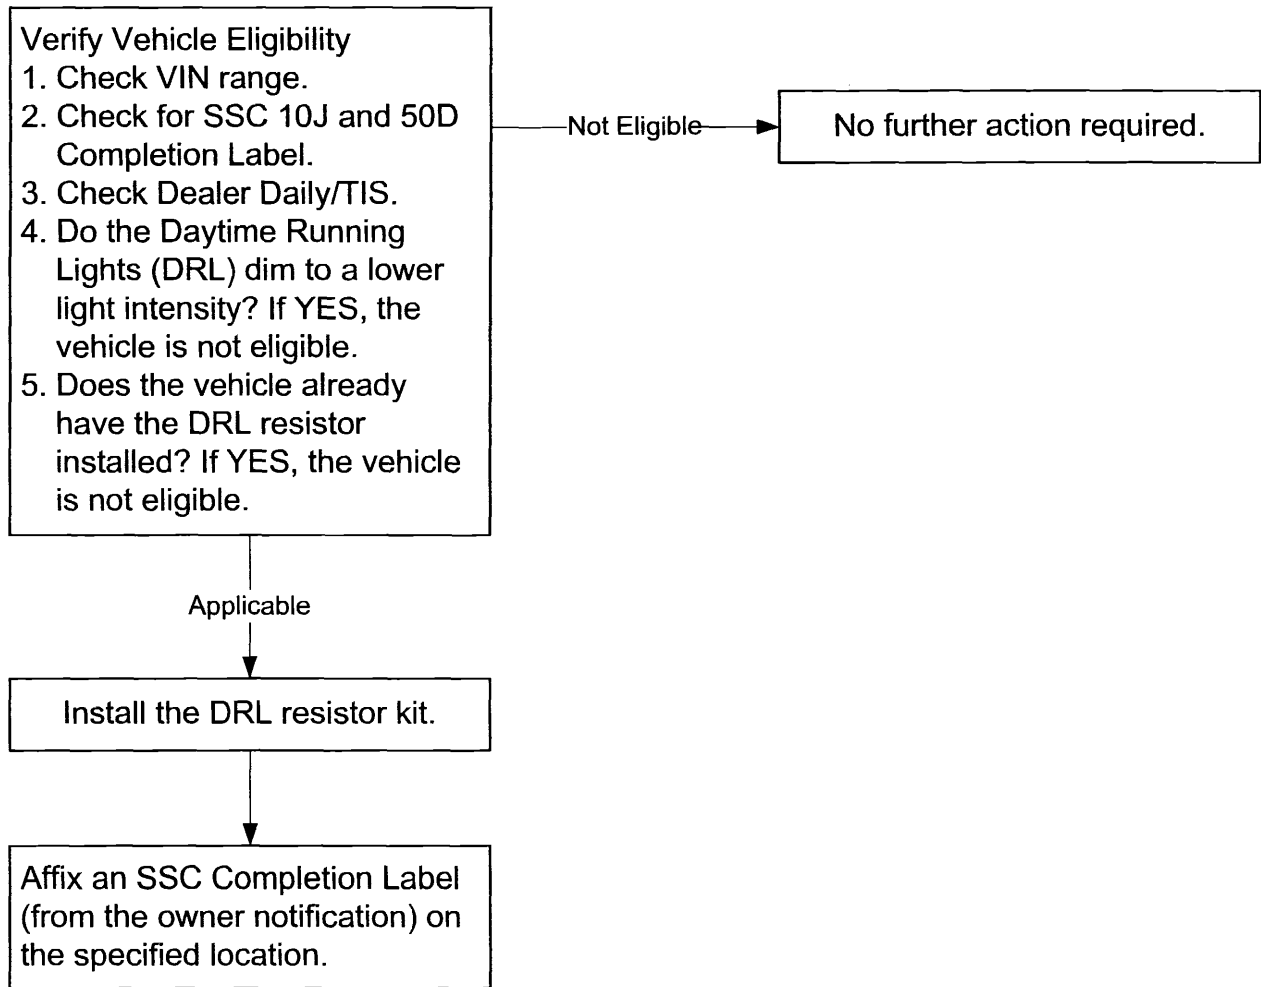 Verify Vehicle Eligibility
1. Check VIN range.
2. Check for SSC 10J and 50D
Completion Label.
3. Check Dealer Daily/TIS.
4. Do the Daytime Running
Lights (DRL) dim to a lower
light intensity? If YES, the
vehicle is not eligible.
5. Does the vehicle already
have the DRL resistor
installed? If YES, the vehicle
is not eligible.
Not Eligible
No further action required.
Applicable
Install the DRL resistor kit.
Affix an SSC Completion Label
(from the owner notification) on
the specified location.